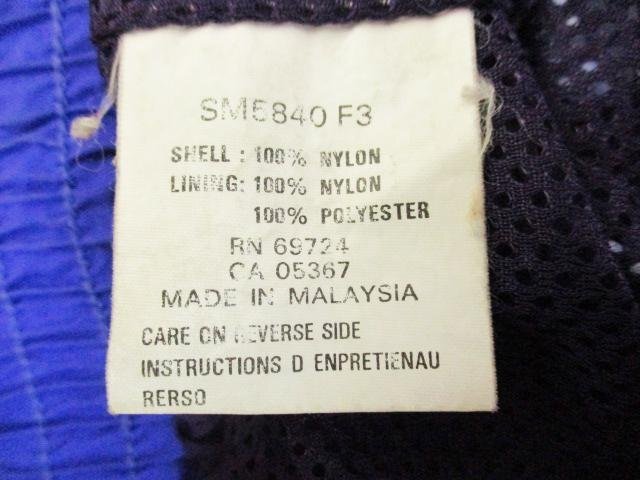 SM5840 F3
SHELL : 100% NYLON
LINING: 100% NYLON
100% POLYESTER
RN 69724
CA 05367
MADE IN MALAYSIA
CARE ON REVERSE SIDE
INSTRUCTIONS D ENPRETIENAU
RERSO